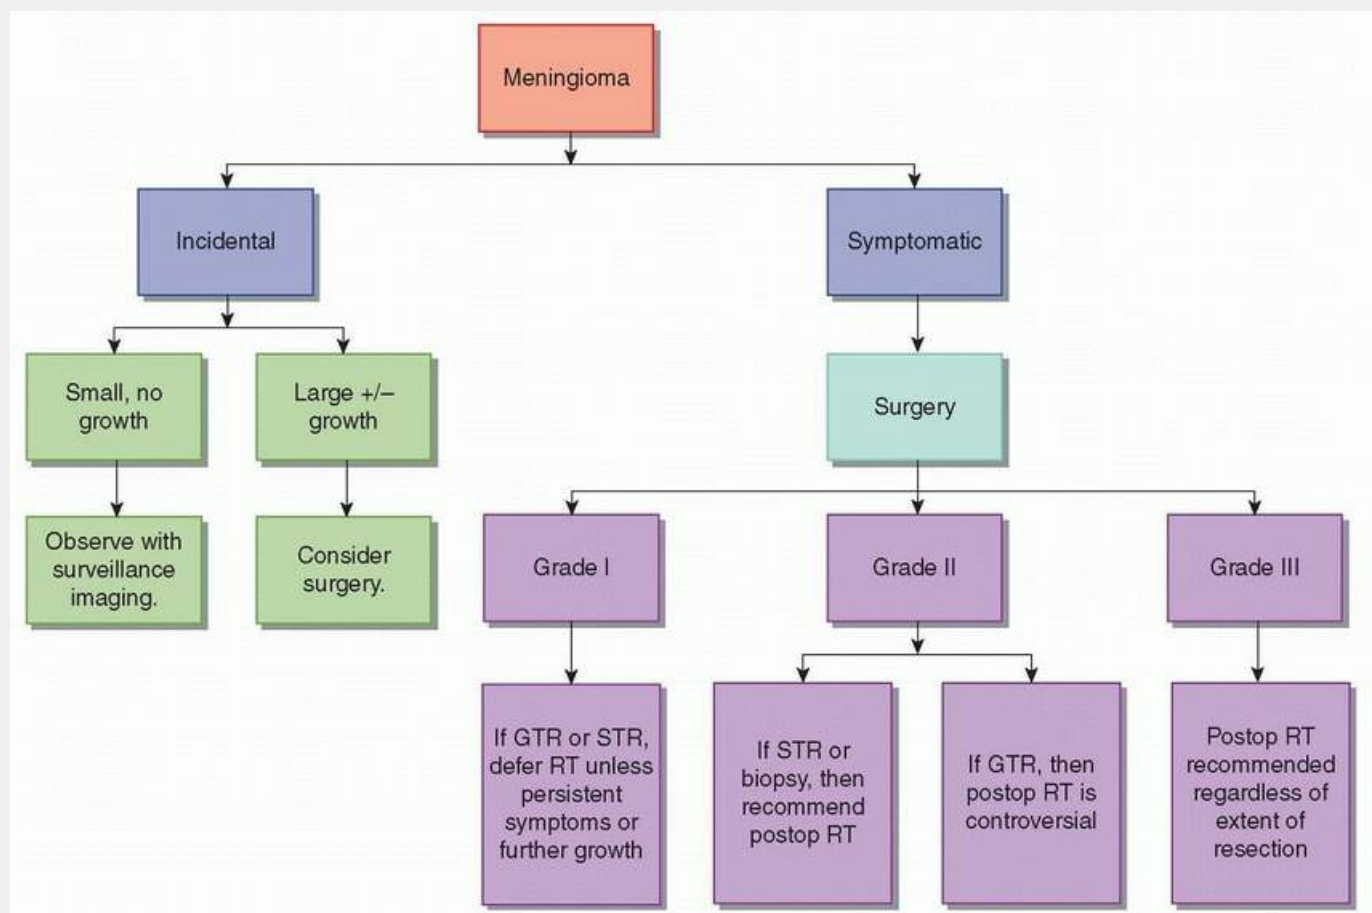 Meningioma
Incidental
Symptomatic
Small, no
growth
Large +/–
growth
Surgery
Observe with
surveillance
imaging.
Consider
surgery.
Grade I
Grade II
Grade III
If GTR or STR,
defer RT unless
persistent
symptoms or
further growth
If STR or
biopsy, then
recommend
postop RT
If GTR, then
postop RT is
controversial
Postop RT
recommended
regardless of
extent of
resection